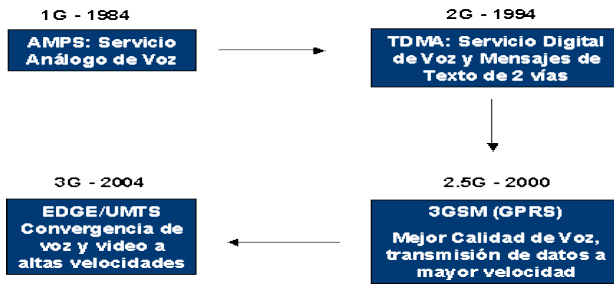 1G - 1984
AMPS: Servicio
Análogo de Voz
2G - 1994
TDMA: Servicio Digital
de Voz y Mensajes de
Texto de 2 vías
3G - 2004
EDGE/UMTS
Convergencia de
voz y video a
altas velocidades
2.5G - 2000
3GSM (GPRS)
Mejor Calidad de Voz,
transmisión de datos a
mayor velocidad